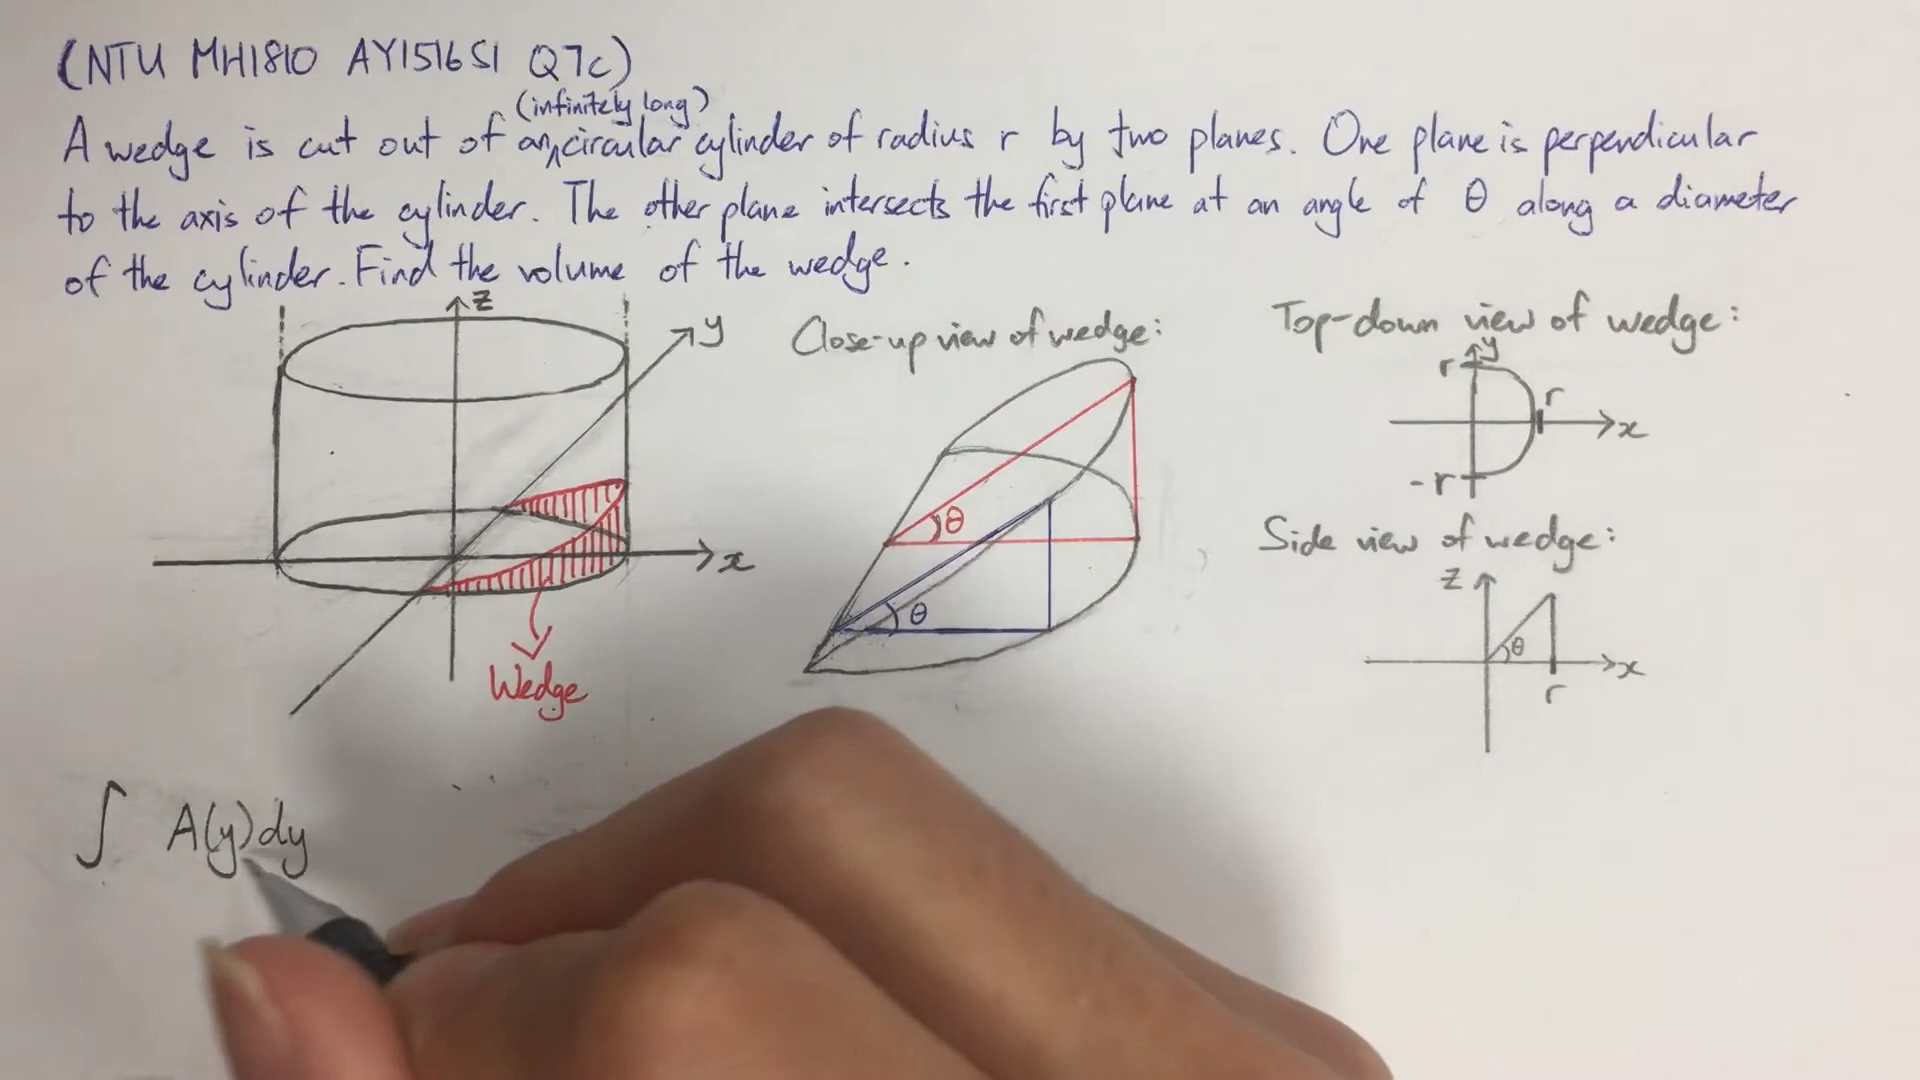 (NTU MH1810 AY1516S1 Q7c)
(infinitely long)
A wedge is cut out of an circular cylinder of radius r by two planes. One plane is perpendicular
to the axis of the cylinder. The other plane intersects the first plane at an angle of θ along a diameter
of the cylinder. Find the volume of the wedge.
z
y
x
Wedge
Close-up view of wedge:
θ
θ
Top-down view of wedge:
y
r
r
x
-r
Side view of wedge:
z
θ
x
r
∫ A(y)dy